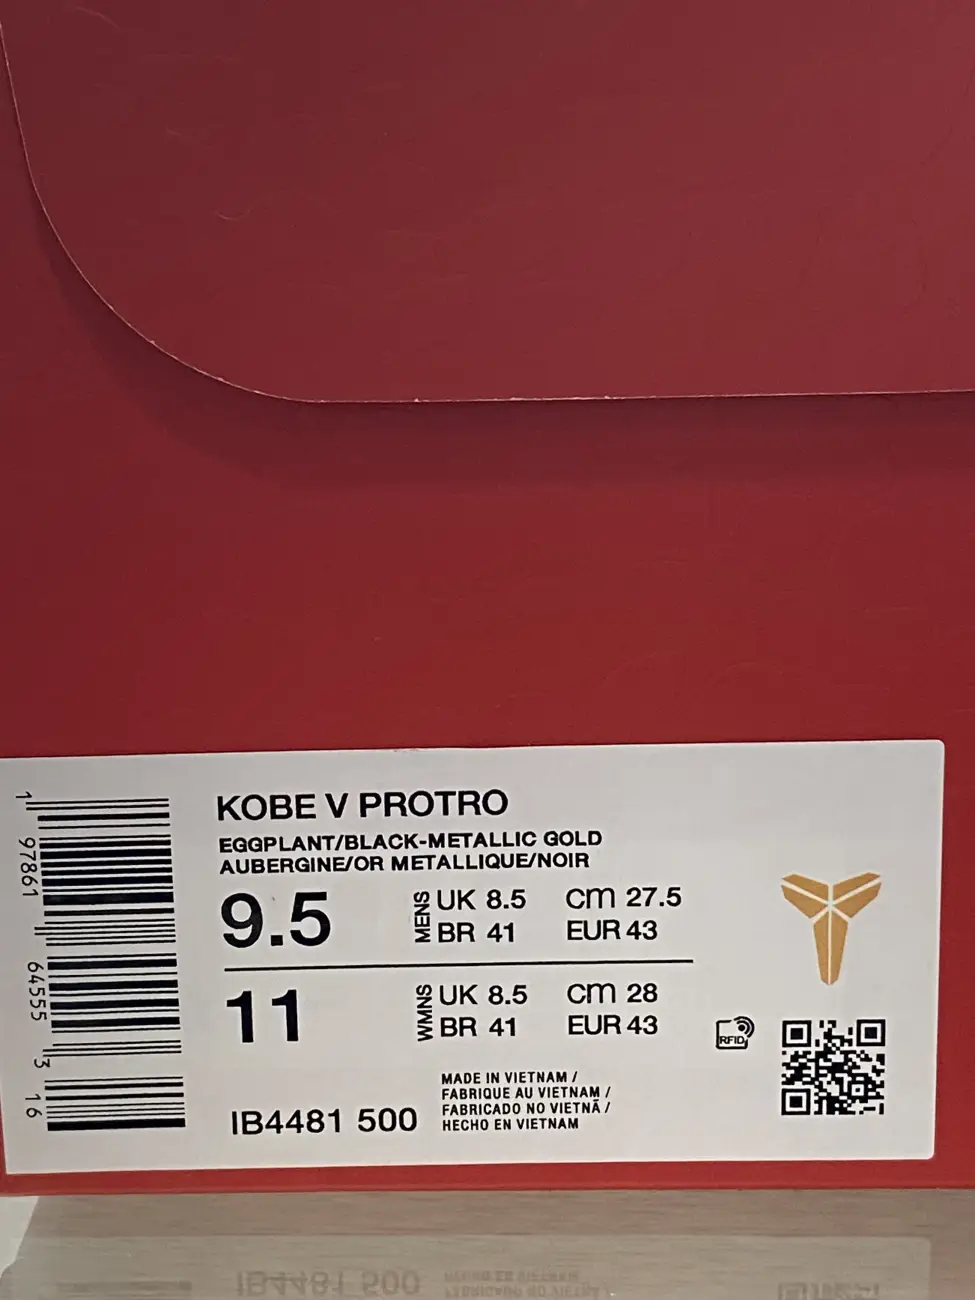 KOBE V PROTRO
EGGPLANT/BLACK-METALLIC GOLD
AUBERGINE/OR METALLIQUE/NOIR
9.5
MENS
UK 8.5 cm 27.5
BR 41 EUR 43
11
WMNS
UK 8.5 cm 28
BR 41 EUR 43
RFID
MADE IN VIETNAM /
FABRIQUE AU VIETNAM /
FABRICADO NO VIETNÃ /
HECHO EN VIETNAM
IB4481 500
1 97861 64555 3 16